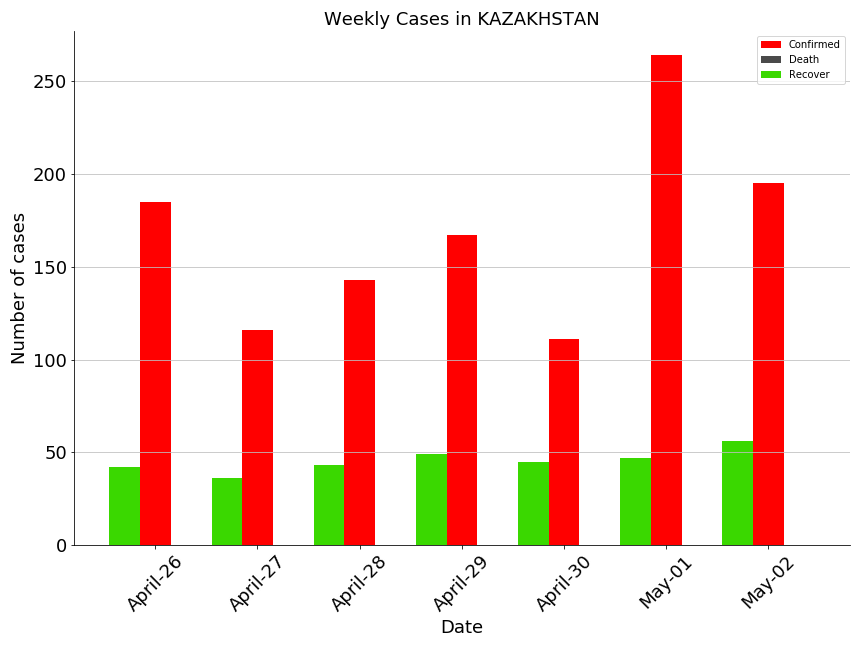 Weekly Cases in KAZAKHSTAN
Confirmed
Death
Recover
Number of cases
250
200
150
100
50
0
April-26
April-27
April-28
April-29
April-30
May-01
May-02
Date